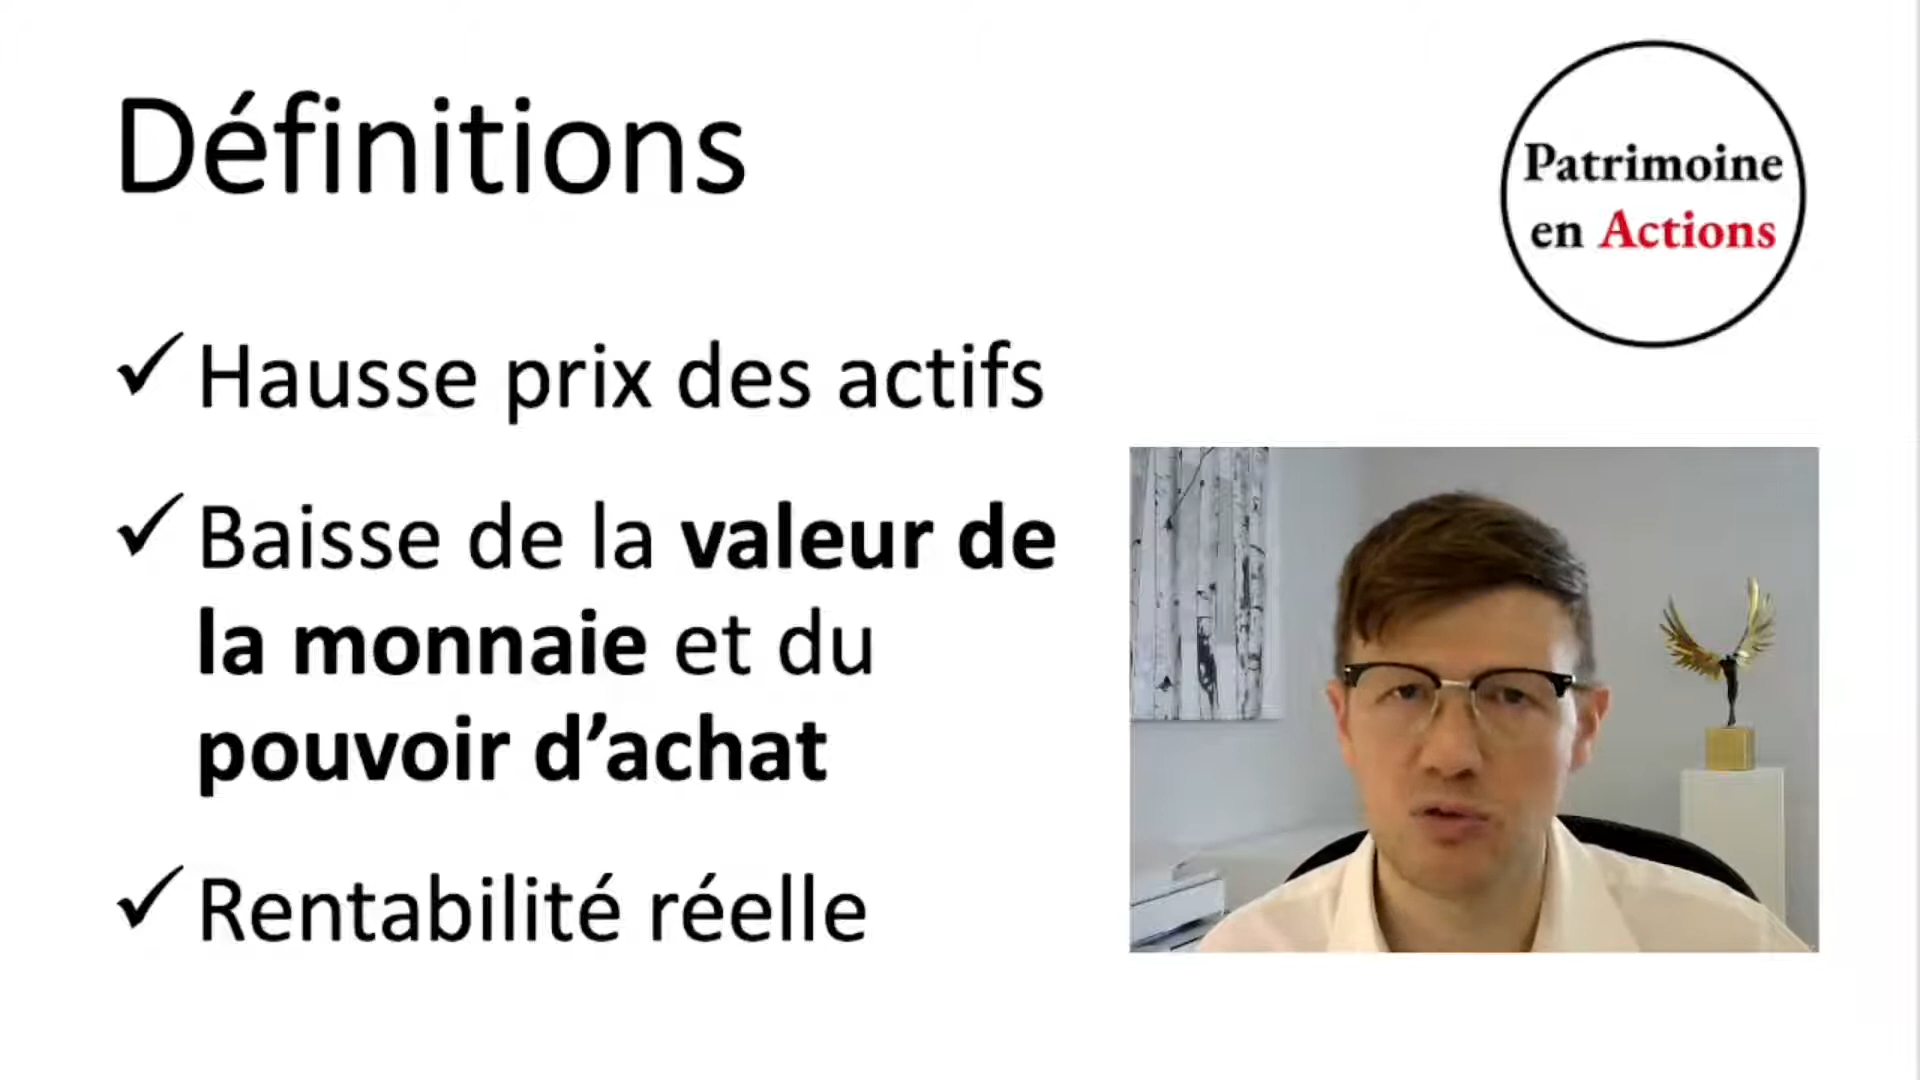 Définitions
Patrimoine
en Actions
Hausse prix des actifs
Baisse de la valeur de
la monnaie et du
pouvoir d’achat
Rentabilité réelle